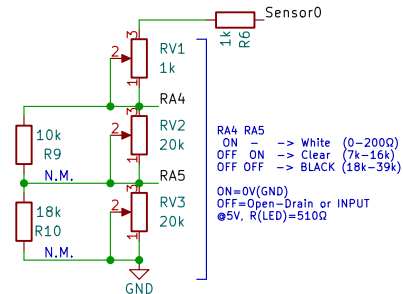 Sensor0
3
RV1
2
1k
1
1k
R6
RA4
3
RV2
2
20k
1
10k
R9
N.M.
RA5
3
RV3
2
20k
1
18k
R10
N.M.
GND
RA4 RA5
ON - -> White (0-200Ω)
OFF ON -> Clear (7k-16k)
OFF OFF -> BLACK (18k-39k)
ON=0V(GND)
OFF=Open-Drain or INPUT
@5V, R(LED)=510Ω